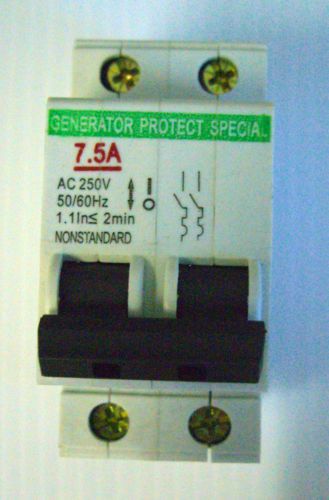 GENERATOR PROTECT SPECIAL
7.5A
AC 250V
50/60Hz
1.1In≤ 2min
NONSTANDARD